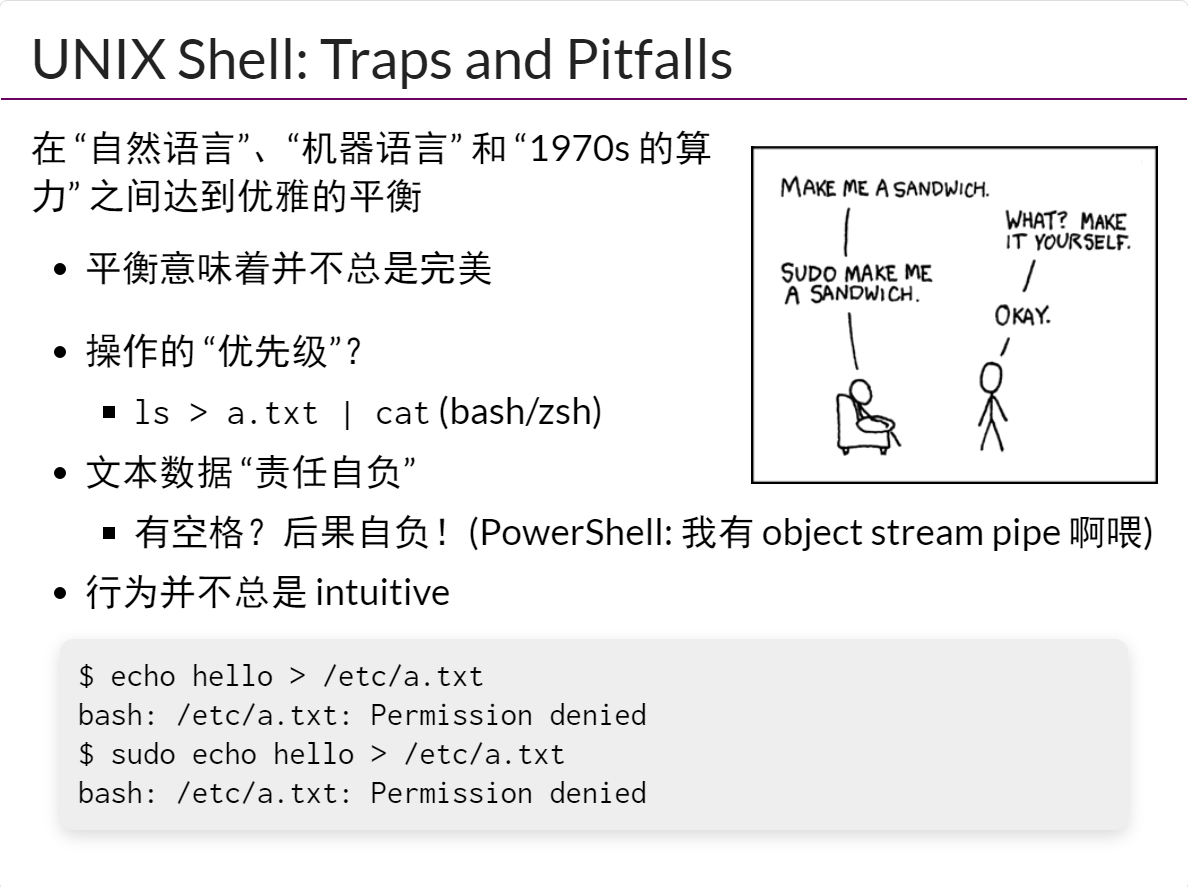 UNIX Shell: Traps and Pitfalls
在 “自然语言”、“机器语言” 和 “1970s 的算
力” 之间达到优雅的平衡
• 平衡意味着并不总是完美
• 操作的 “优先级”？
▪ ls > a.txt | cat (bash/zsh)
• 文本数据 “责任自负”
▪ 有空格？后果自负！(PowerShell: 我有 object stream pipe 啊喂)
• 行为并不总是 intuitive
$ echo hello > /etc/a.txt
bash: /etc/a.txt: Permission denied
$ sudo echo hello > /etc/a.txt
bash: /etc/a.txt: Permission denied
MAKE ME A SANDWICH.
WHAT? MAKE
IT YOURSELF.
SUDO MAKE ME
A SANDWICH.
OKAY.